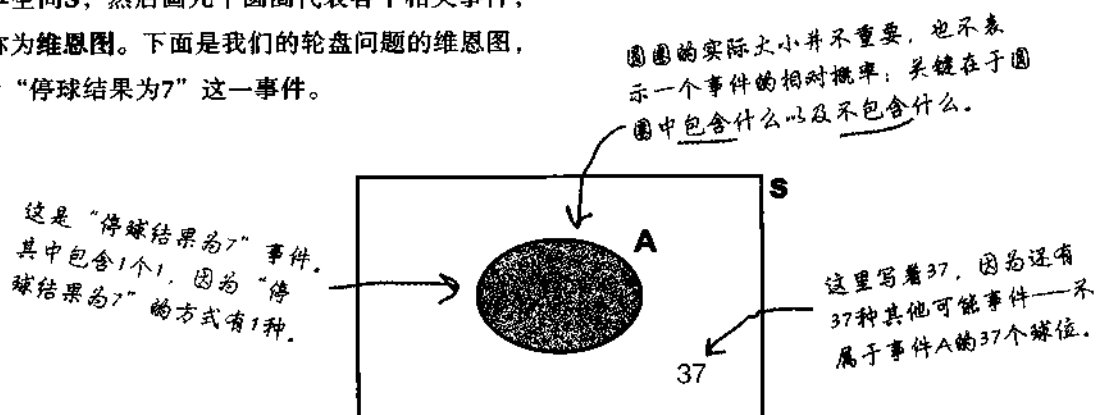 空间S，然后画几个圆圈代表各个相关事件，
称为维恩图。下面是我们的轮盘问题的维恩图，
“停球结果为7”这一事件。
圆圈的实际大小并不重要，也不表
示一个事件的相对概率；关键在于圆
圈中包含什么以及不包含什么。
S
A
这是“停球结果为7”事件。
其中包含1个1，因为“停
球结果为7”的方式有1种。
这里写着37，因为还有
37种其他可能事件——不
属于事件A的37个球位。
37